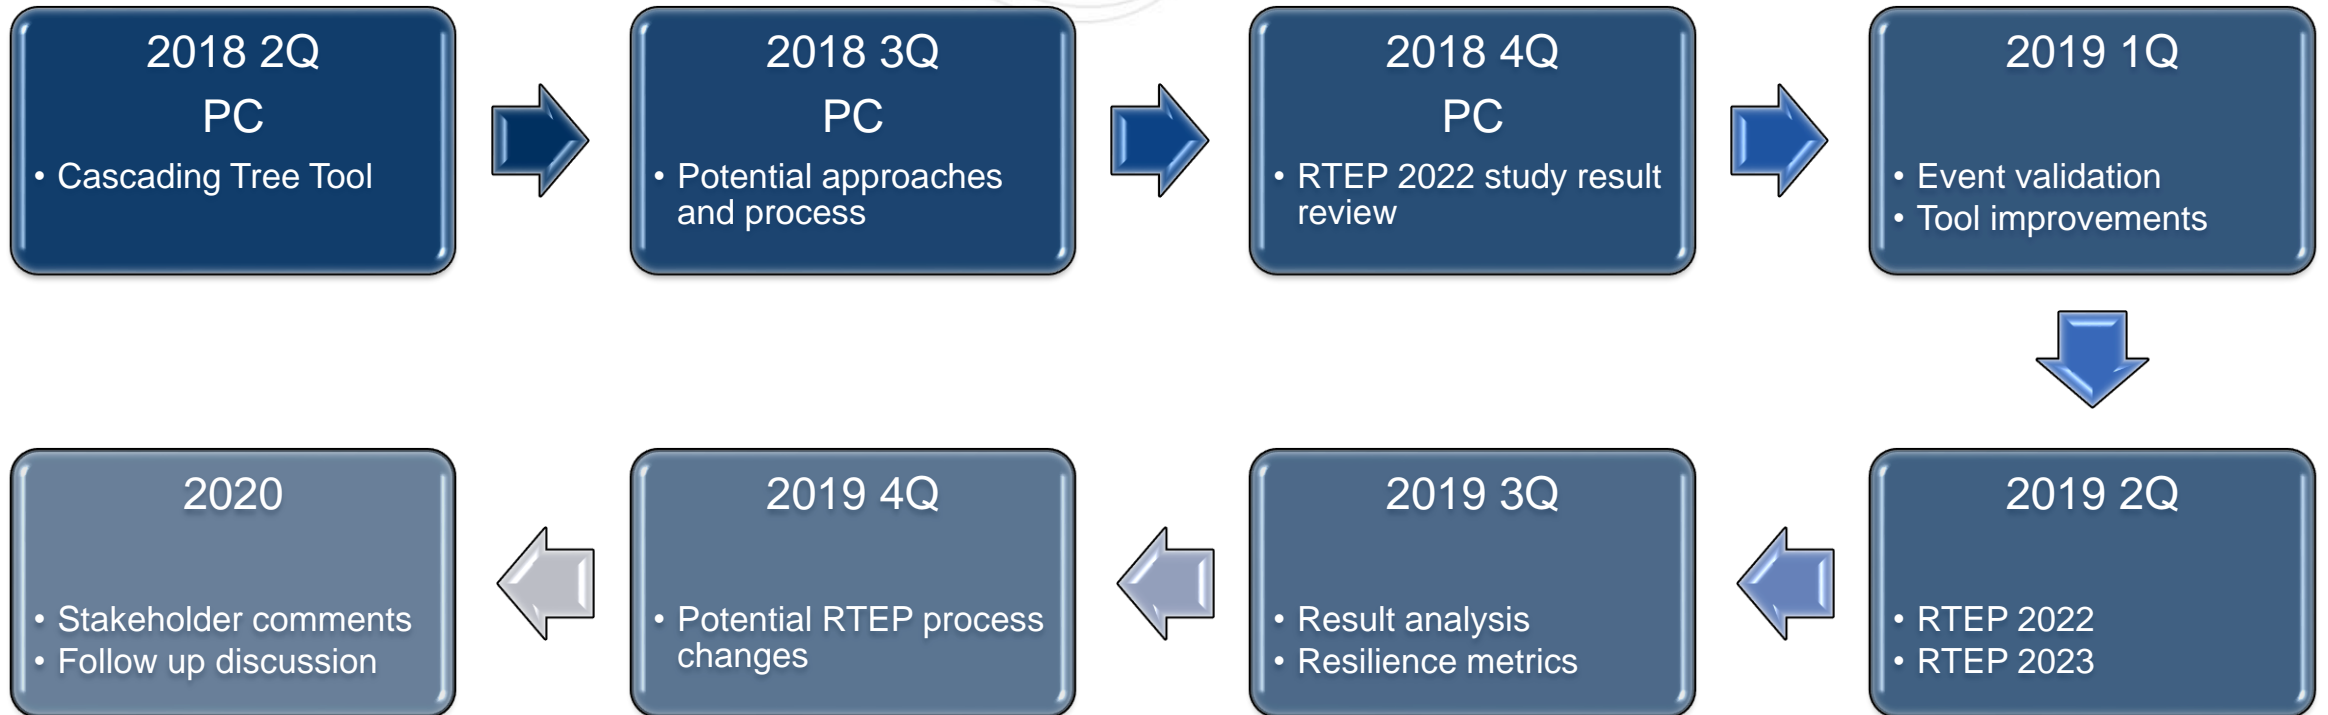 2018 2Q
PC
• Cascading Tree Tool
2018 3Q
PC
• Potential approaches
and process
2018 4Q
PC
• RTEP 2022 study result
review
2019 1Q
• Event validation
• Tool improvements
2019 2Q
• RTEP 2022
• RTEP 2023
2019 3Q
• Result analysis
• Resilience metrics
2019 4Q
• Potential RTEP process
changes
2020
• Stakeholder comments
• Follow up discussion